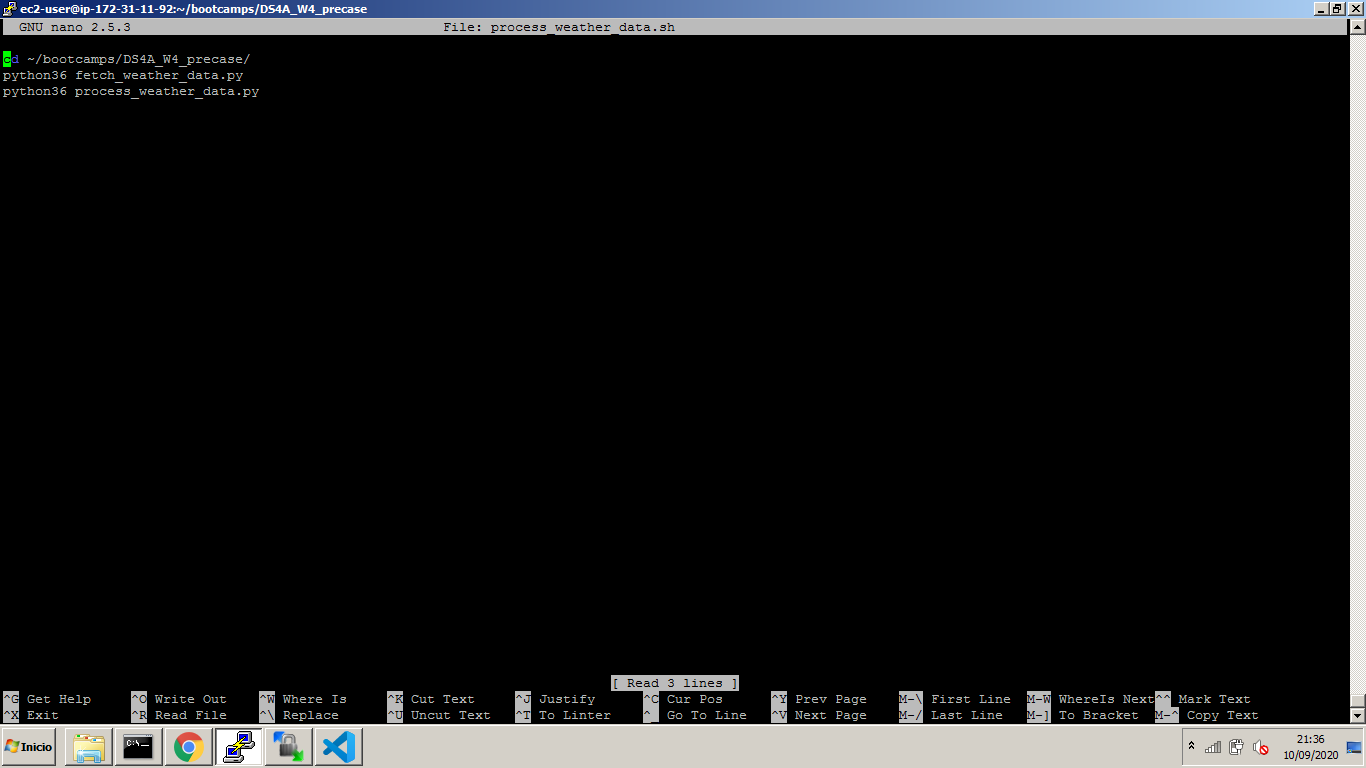 ec2-user@ip-172-31-11-92:~/bootcamps/DS4A_W4_precase
GNU nano 2.5.3 File: process_weather_data.sh
cd ~/bootcamps/DS4A_W4_precase/
python36 fetch_weather_data.py
python36 process_weather_data.py
[ Read 3 lines ]
^G Get Help ^O Write Out ^W Where Is ^K Cut Text ^J Justify ^C Cur Pos ^Y Prev Page M-\ First Line M-W WhereIs Next ^^ Mark Text
^X Exit ^R Read File ^\ Replace ^U Uncut Text ^T To Linter ^_ Go To Line ^V Next Page M-/ Last Line M-] To Bracket M-^ Copy Text
Inicio
C:\
21:36
10/09/2020